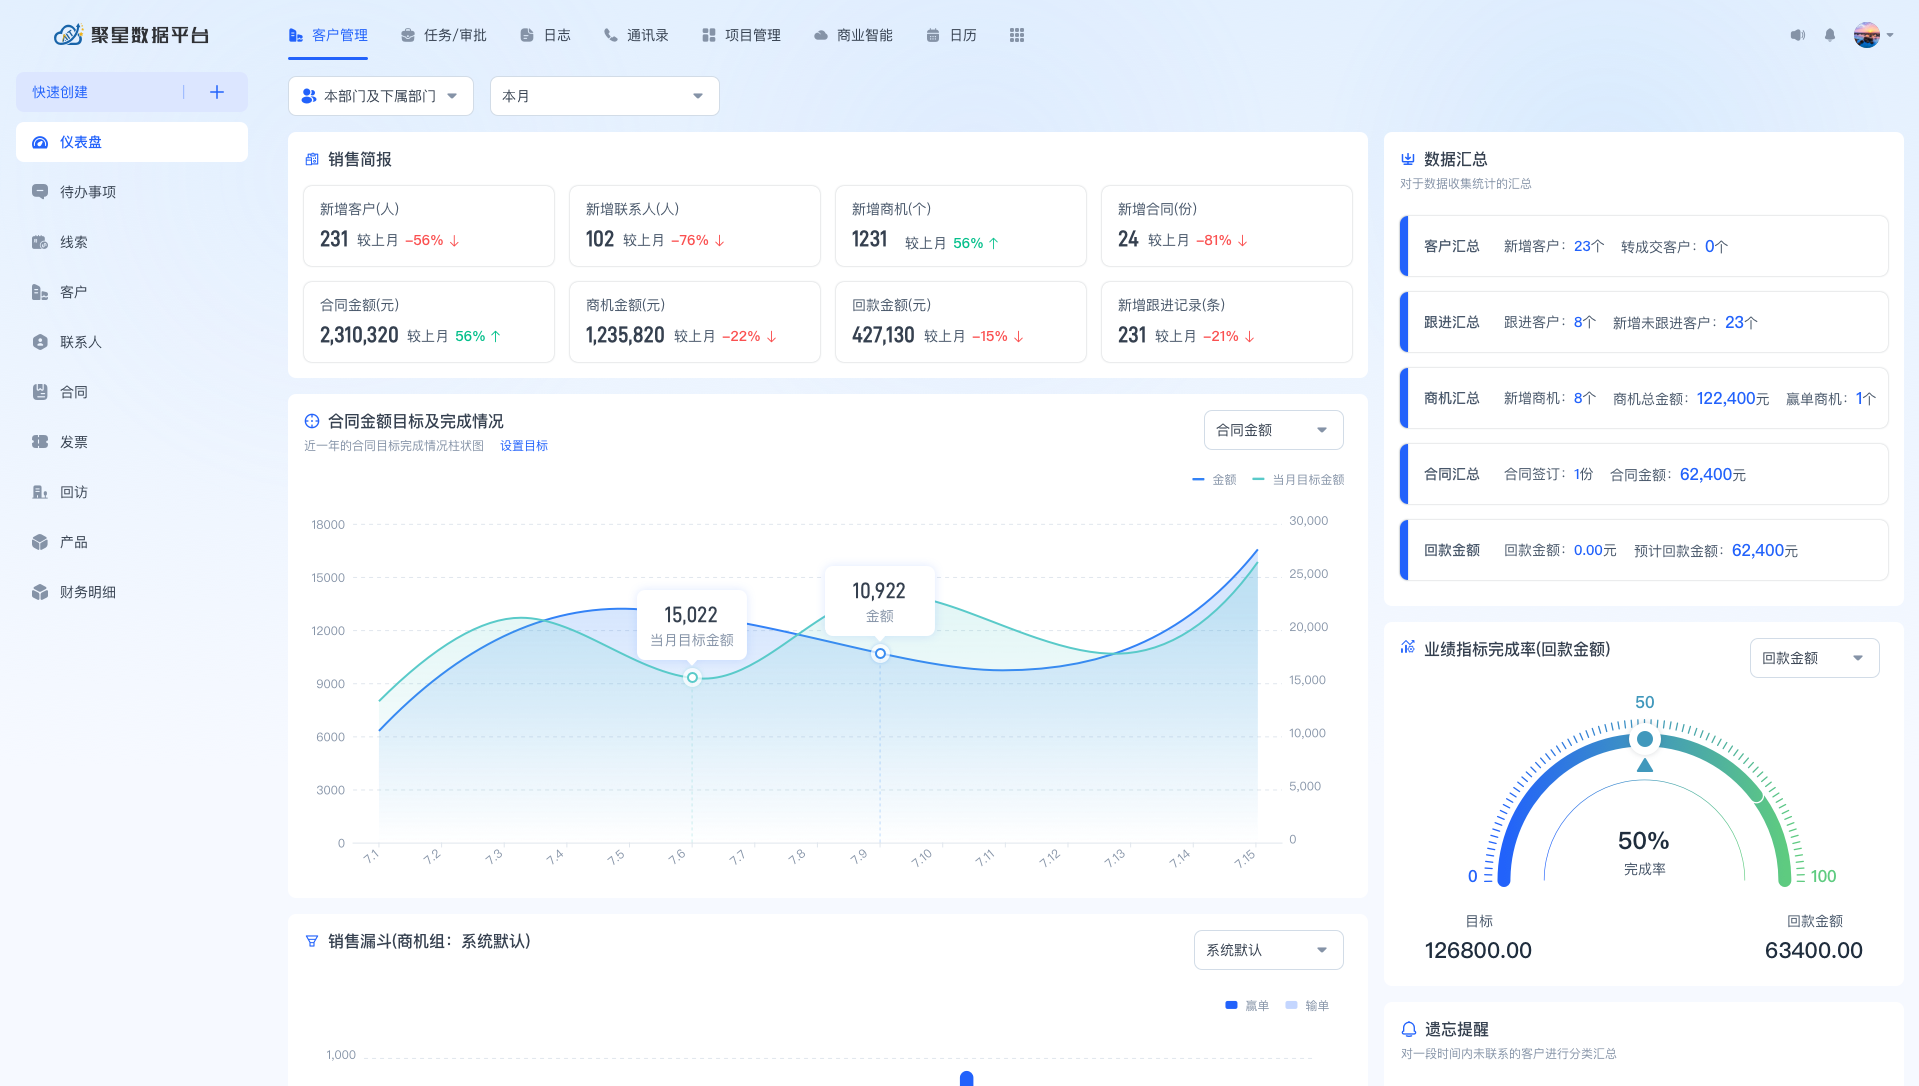 聚星数据平台
客户管理
任务/审批
日志
通讯录
项目管理
商业智能
日历
快速创建
仪表盘
待办事项
线索
客户
联系人
合同
发票
回访
产品
财务明细
本部门及下属部门
本月
销售简报
新增客户(人)
231 较上月 -56% ↓
新增联系人(人)
102 较上月 -76% ↓
新增商机(个)
1231 较上月 56% ↑
新增合同(份)
24 较上月 -81% ↓
合同金额(元)
2,310,320 较上月 56% ↑
商机金额(元)
1,235,820 较上月 -22% ↓
回款金额(元)
427,130 较上月 -15% ↓
新增跟进记录(条)
231 较上月 -21% ↓
合同金额目标及完成情况
近一年的合同目标完成情况柱状图 设置目标
合同金额
金额 当月目标金额
18000
15000
12000
9000
6000
3000
0
30,000
25,000
20,000
15,000
10,000
5,000
0
15,022
当月目标金额
10,922
金额
7.1 7.2 7.3 7.4 7.5 7.6 7.7 7.8 7.9 7.10 7.11 7.12 7.13 7.14 7.15
销售漏斗(商机组：系统默认)
系统默认
赢单 输单
1,000
数据汇总
对于数据收集统计的汇总
客户汇总 新增客户：23个 转成交客户：0个
跟进汇总 跟进客户：8个 新增未跟进客户：23个
商机汇总 新增商机：8个 商机总金额：122,400元 赢单商机：1个
合同汇总 合同签订：1份 合同金额：62,400元
回款金额 回款金额：0.00元 预计回款金额：62,400元
业绩指标完成率(回款金额)
回款金额
50
50%
完成率
0
100
目标
126800.00
回款金额
63400.00
遗忘提醒
对一段时间内未联系的客户进行分类汇总